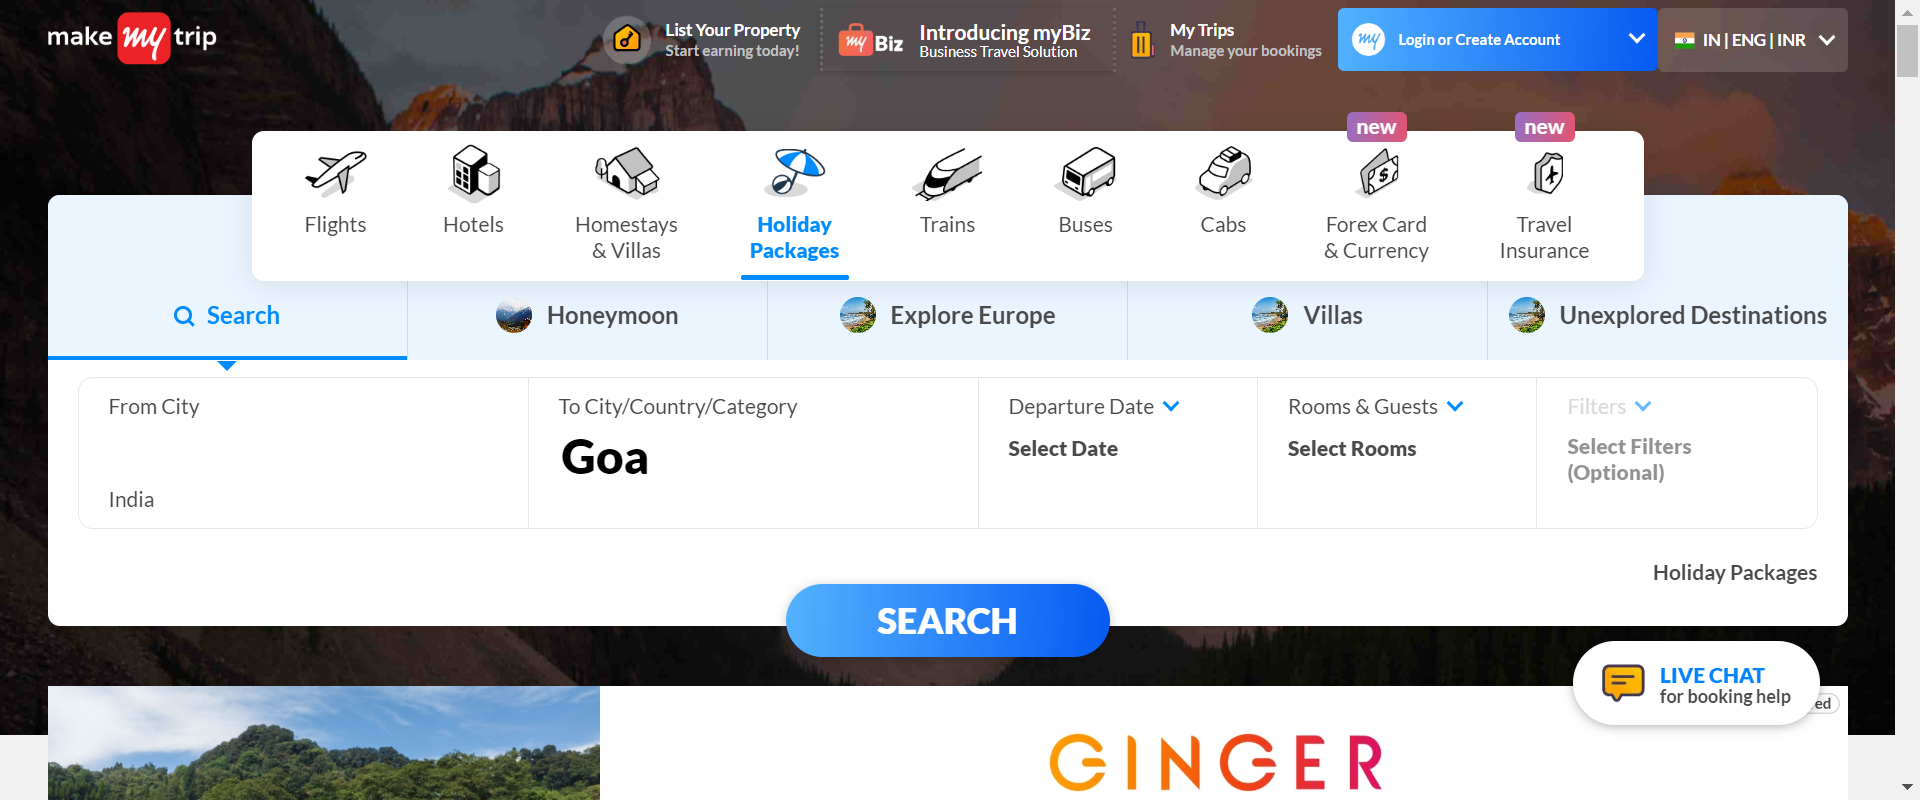 make my trip
List Your Property
Start earning today!
my Biz
Introducing myBiz
Business Travel Solution
My Trips
Manage your bookings
my
Login or Create Account
IN | ENG | INR
new
new
Flights
Hotels
Homestays
& Villas
Holiday
Packages
Trains
Buses
Cabs
Forex Card
& Currency
Travel
Insurance
Search
Honeymoon
Explore Europe
Villas
Unexplored Destinations
From City
India
To City/Country/Category
Goa
Departure Date
Select Date
Rooms & Guests
Select Rooms
Filters
Select Filters
(Optional)
Holiday Packages
SEARCH
LIVE CHAT
for booking help
GINGER